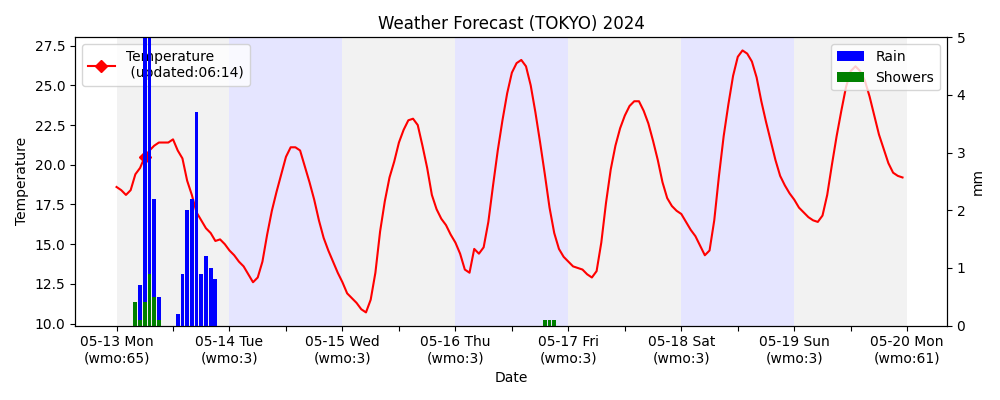 Weather Forecast (TOKYO) 2024
Temperature
(updated:06:14)
Rain
Showers
27.5
25.0
22.5
20.0
17.5
15.0
12.5
10.0
Temperature
5
4
3
2
1
0
mm
05-13 Mon 05-14 Tue 05-15 Wed 05-16 Thu 05-17 Fri 05-18 Sat 05-19 Sun 05-20 Mon
(wmo:65) (wmo:3) (wmo:3) (wmo:3) (wmo:3) (wmo:3) (wmo:3) (wmo:61)
Date